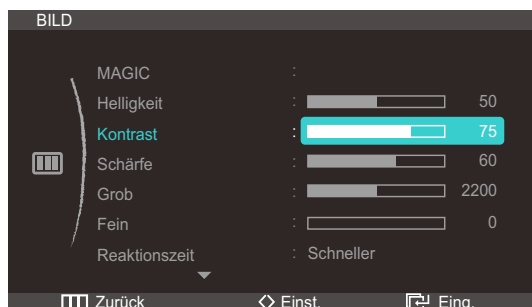 BILD
MAGIC :
Helligkeit : 50
Kontrast : 75
Schärfe : 60
Grob : 2200
Fein : 0
Reaktionszeit : Schneller
Zurück Einst. Eing.